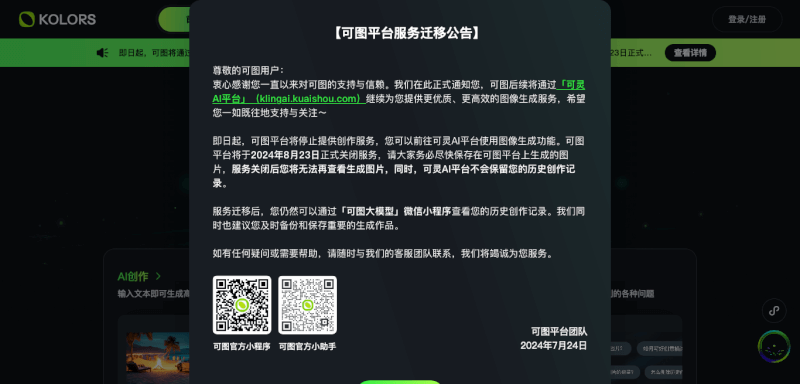 KOLORS
登录/注册
即日起，可图将通过
23日正式…
查看详情
【可图平台服务迁移公告】
尊敬的可图用户：
衷心感谢您一直以来对可图的支持与信赖。我们在此正式通知您，可图后续将通过「可灵
AI平台」（klingai.kuaishou.com）继续为您提供更优质、更高效的图像生成服务，希望
您一如既往地支持与关注～
即日起，可图平台将停止提供创作服务，您可以前往可灵AI平台使用图像生成功能。可图
平台将于2024年8月23日正式关闭服务，请大家务必尽快保存在可图平台上生成的图
片，服务关闭后您将无法再查看生成图片，同时，可灵AI平台不会保留您的历史创作记
录。
服务迁移后，您仍然可以通过「可图大模型」微信小程序查看您的历史创作记录。我们同
时也建议您及时备份和保存重要的生成作品。
如有任何疑问或需要帮助，请随时与我们的客服团队联系，我们将竭诚为您服务。
可图官方小程序
可图官方小助手
可图平台团队
2024年7月24日
AI创作
输入文本即可生成高
的各种问题